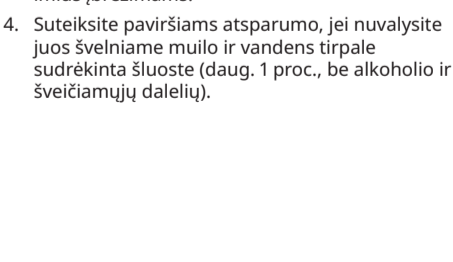 4. Suteiksite paviršiams atsparumo, jei nuvalysite
juos švelniame muilo ir vandens tirpale
sudrėkinta šluoste (daug. 1 proc., be alkoholio ir
šveičiamųjų dalelių).